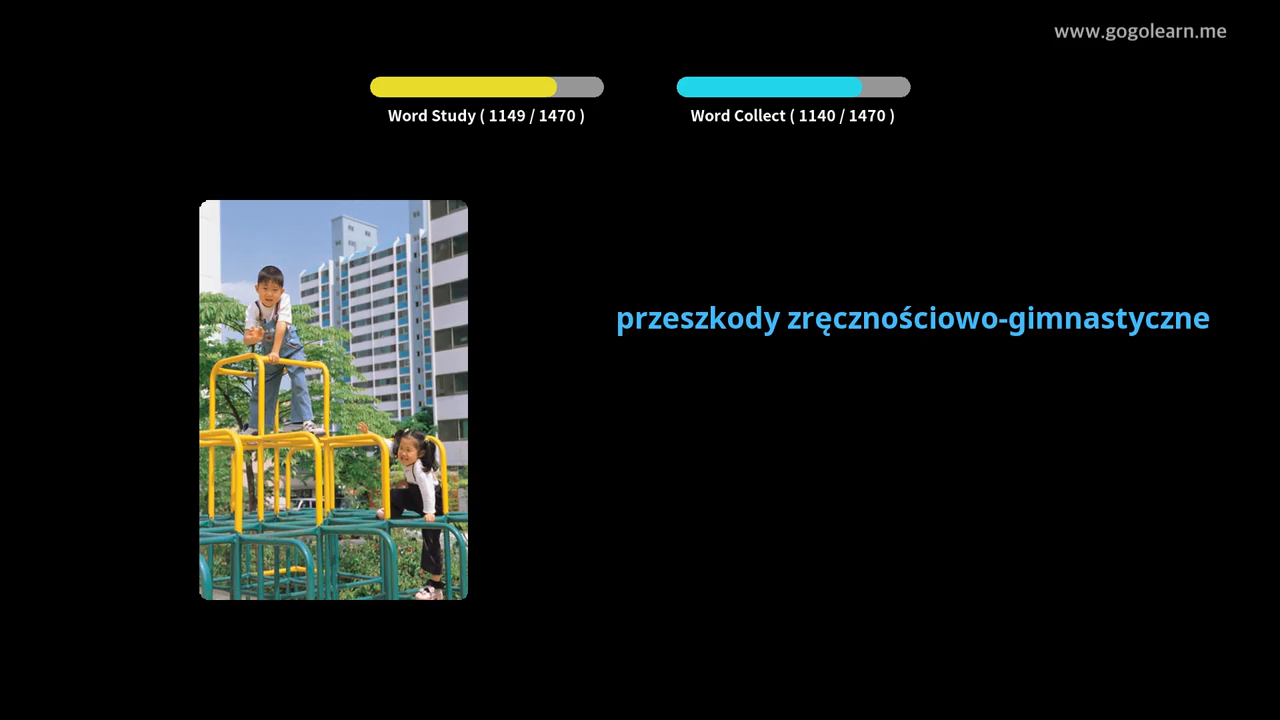 www.gogolearn.me
Word Study ( 1149 / 1470 )
Word Collect ( 1140 / 1470 )
przeszkody zręcznościowo-gimnastyczne